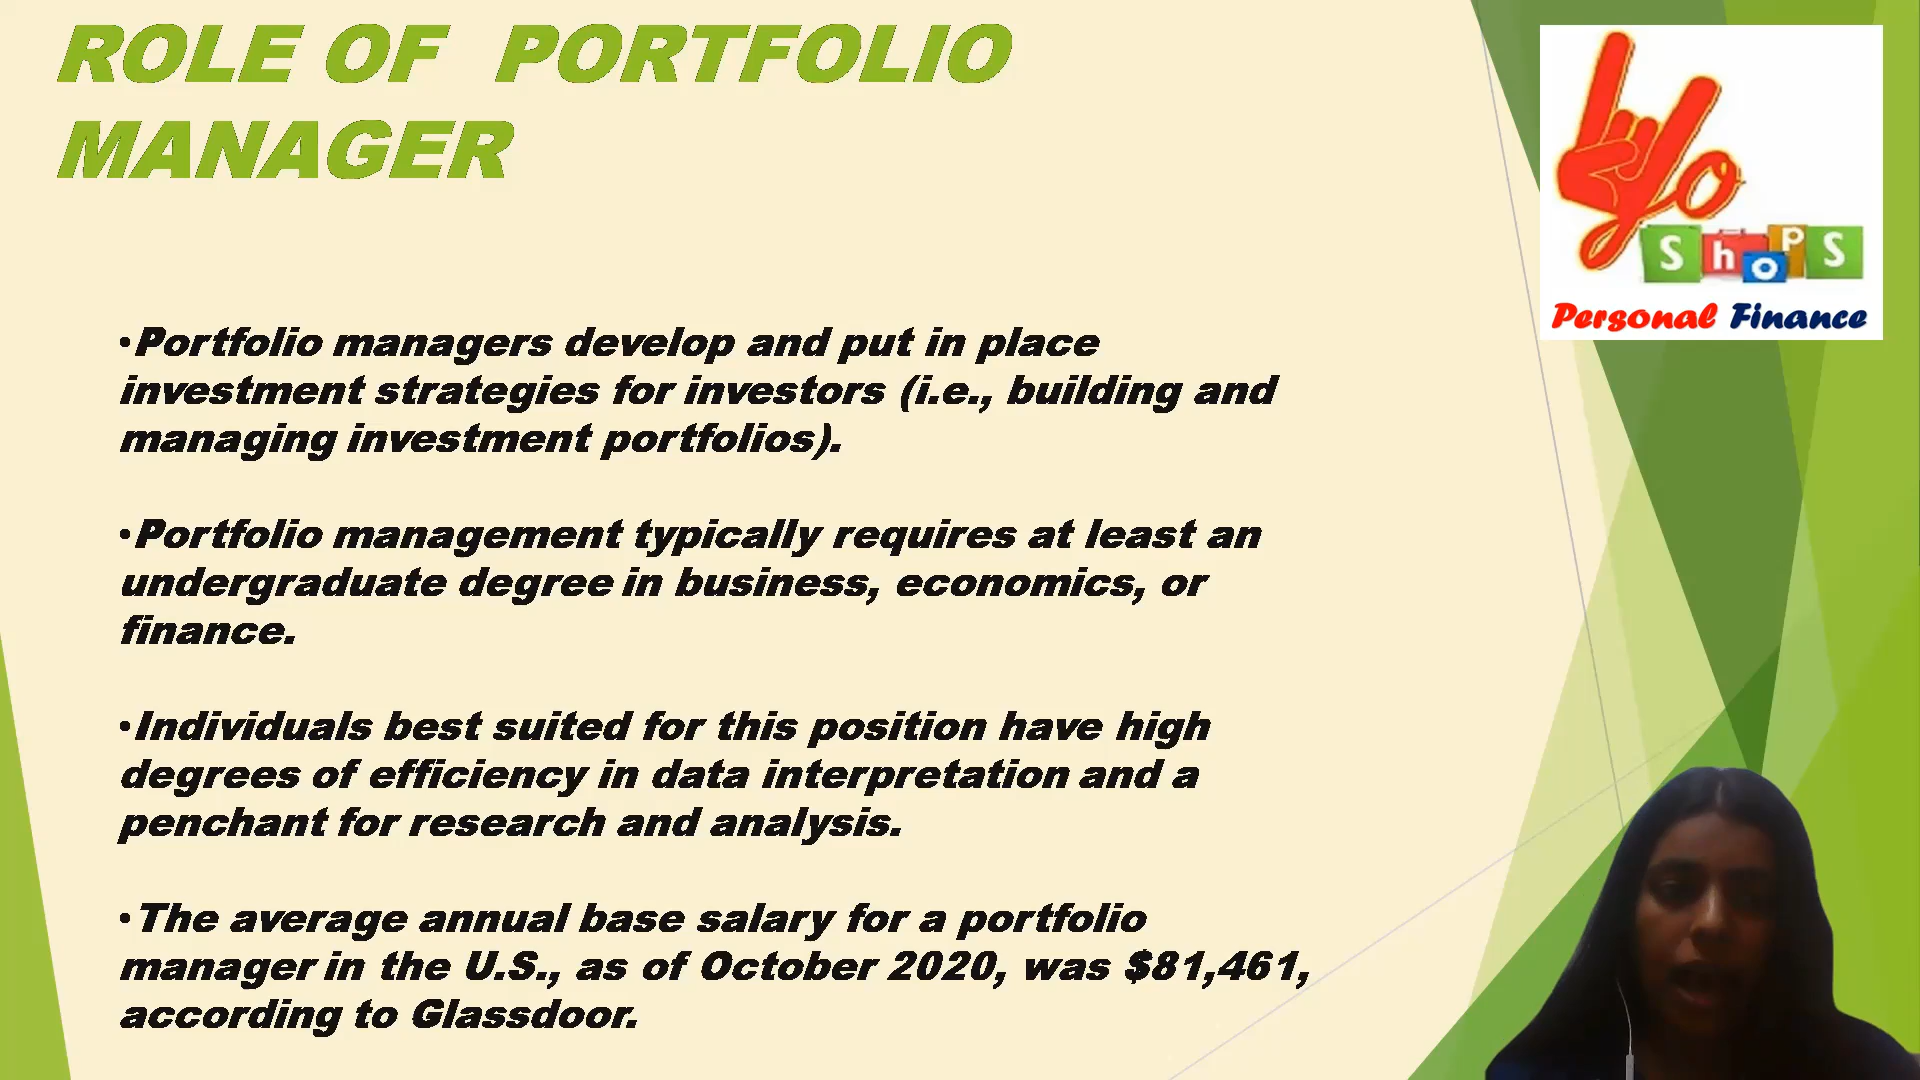 ROLE OF PORTFOLIO
MANAGER
yo
ShoPS
Personal Finance
•Portfolio managers develop and put in place
investment strategies for investors (i.e., building and
managing investment portfolios).
•Portfolio management typically requires at least an
undergraduate degree in business, economics, or
finance.
•Individuals best suited for this position have high
degrees of efficiency in data interpretation and a
penchant for research and analysis.
•The average annual base salary for a portfolio
manager in the U.S., as of October 2020, was $81,461,
according to Glassdoor.